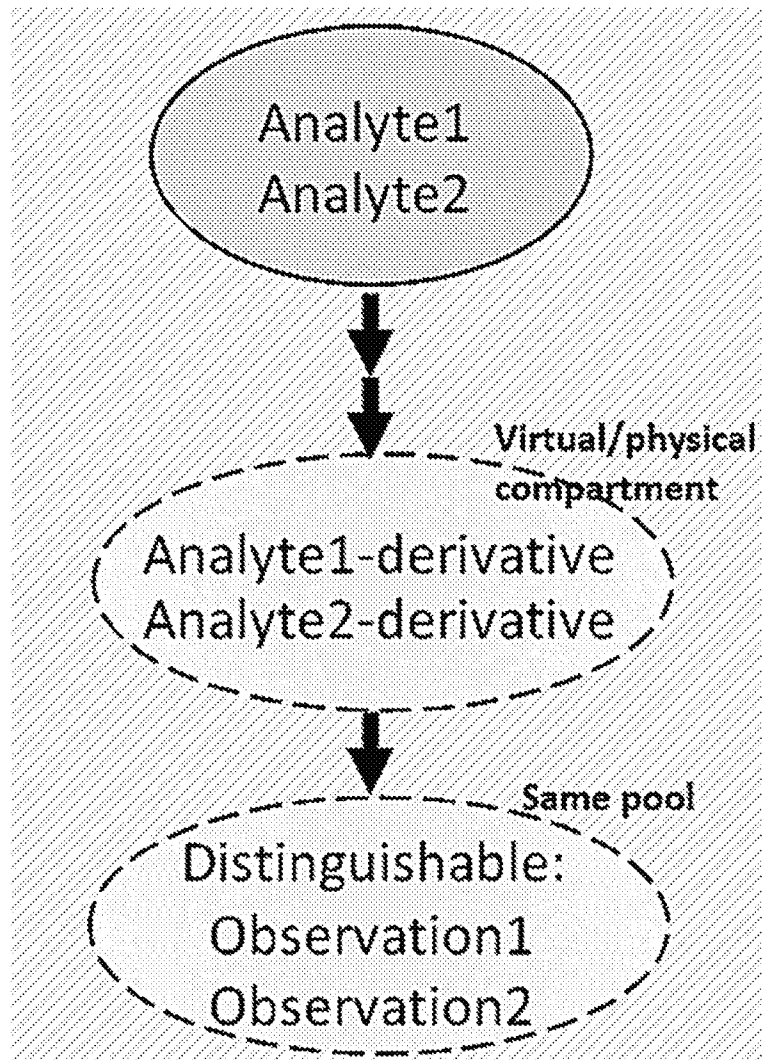 Analyte1
Analyte2
Virtual/physical
compartment
Analyte1-derivative
Analyte2-derivative
Same pool
Distinguishable:
Observation1
Observation2